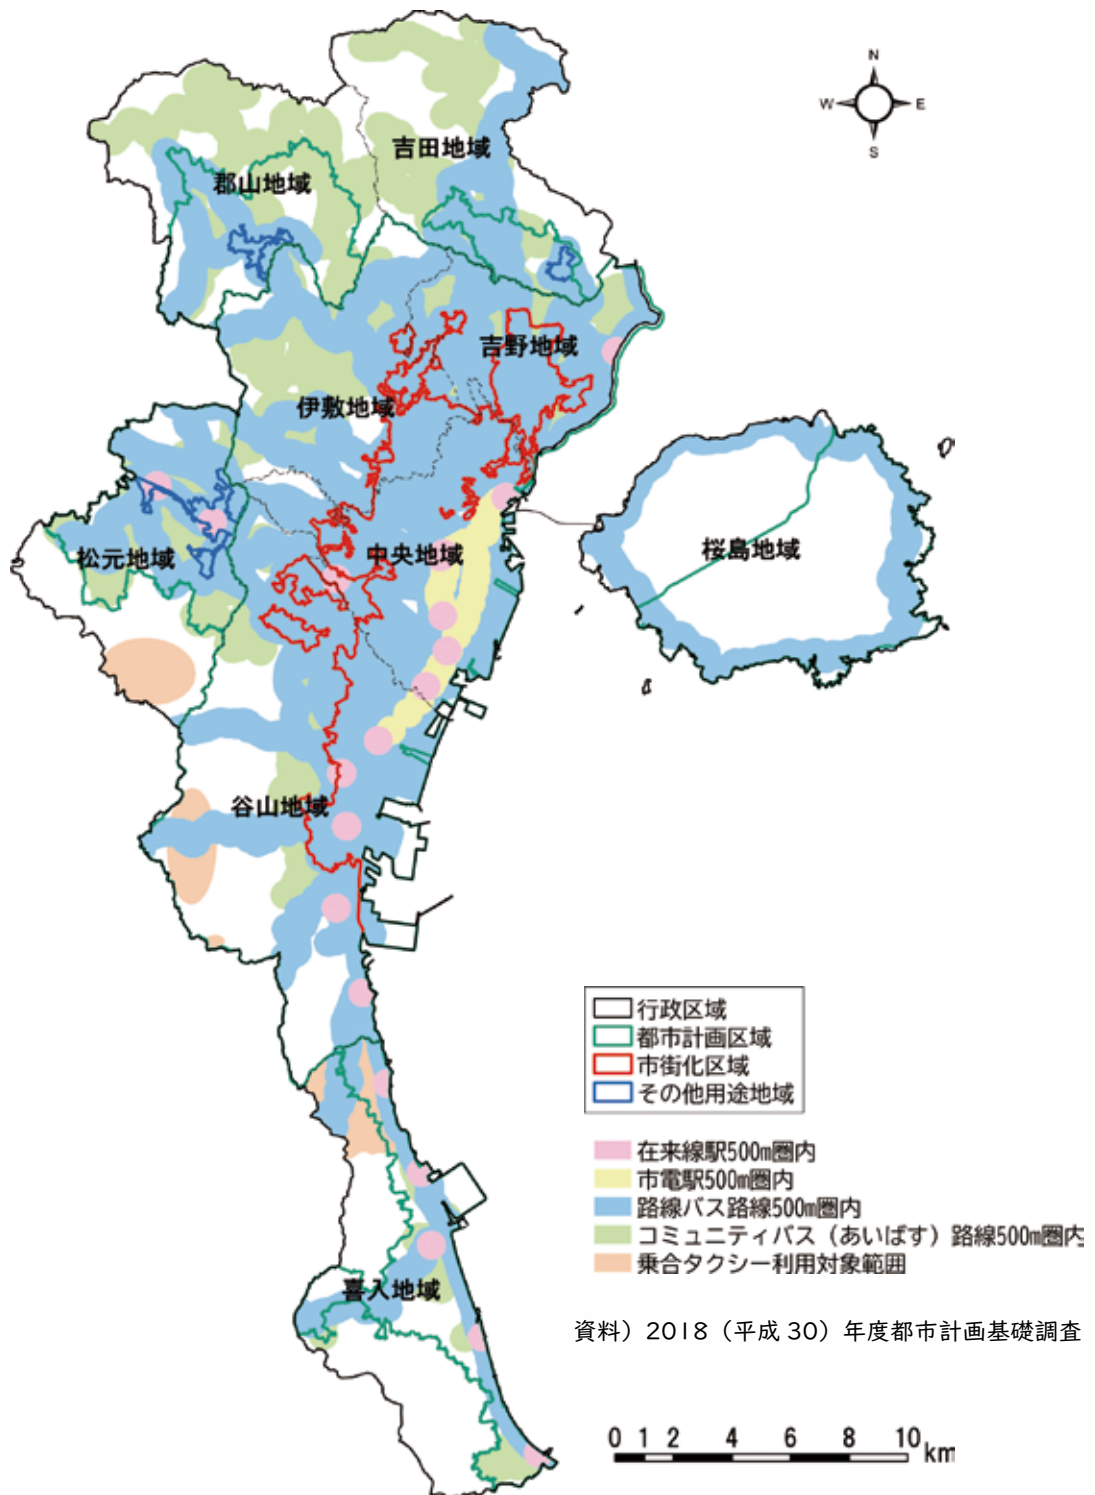 N
W E
S
吉田地域
郡山地域
吉野地域
伊敷地域
桜島地域
中央地域
松元地域
谷山地域
喜入地域
行政区域
都市計画区域
市街化区域
その他用途地域
在来線駅500m圏内
市電駅500m圏内
路線バス路線500m圏内
コミュニティバス（あいばす）路線500m圏内
乗合タクシー利用対象範囲
資料）2018（平成30）年度都市計画基礎調査
0 1 2 4 6 8 10
km